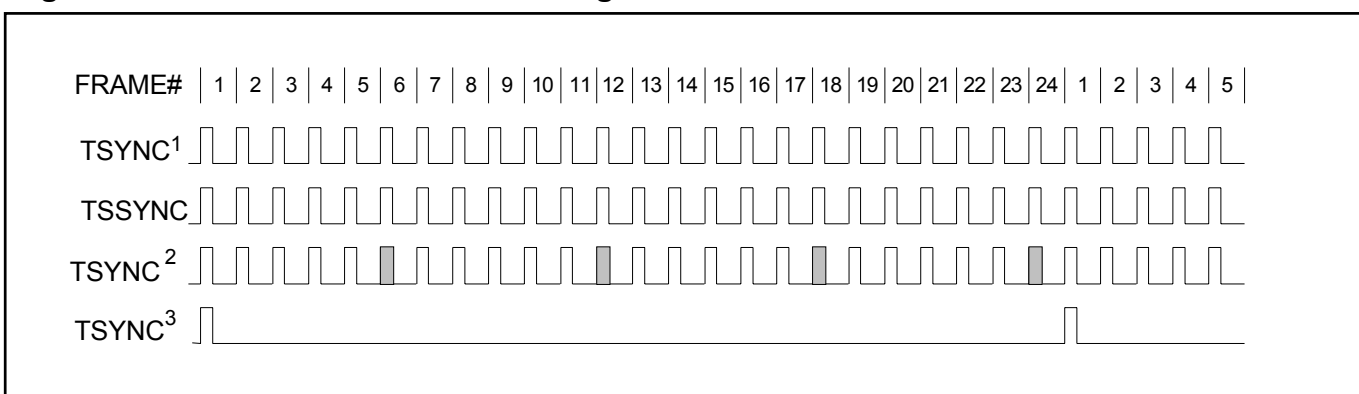 FRAME# 1 2 3 4 5 6 7 8 9 10 11 12 13 14 15 16 17 18 19 20 21 22 23 24 1 2 3 4 5
TSYNC1
TSSYNC
TSYNC2
TSYNC3